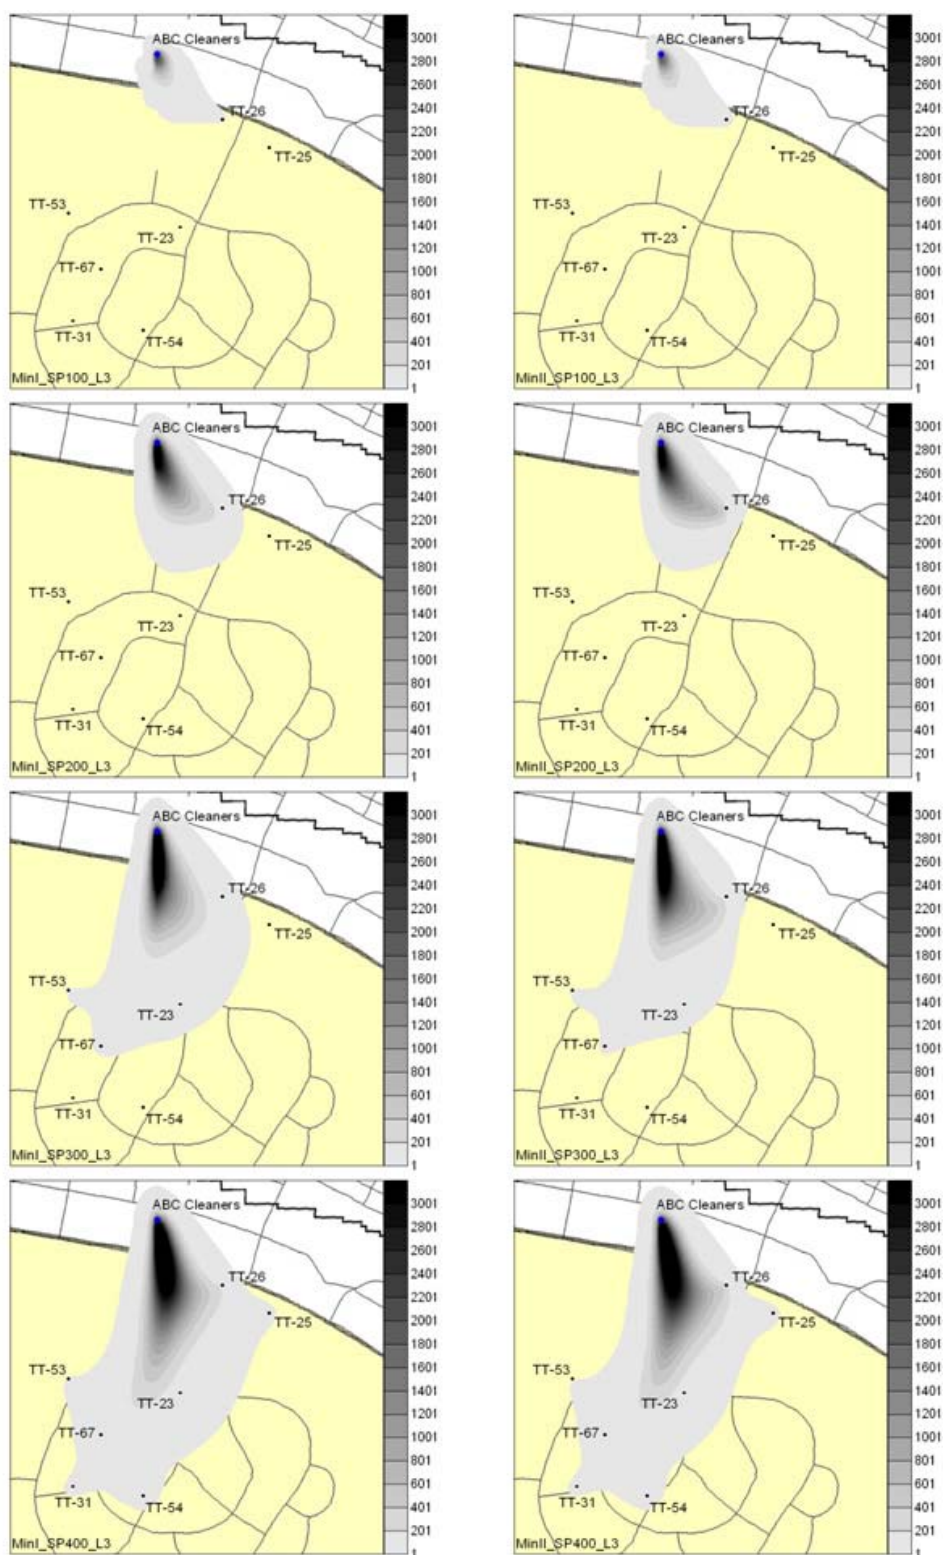 ABC Cleaners
TT-26
TT-25
TT-53
TT-23
TT-67
TT-31
TT-54
MinI_SP100_L3
3001
2801
2601
2401
2201
2001
1801
1601
1401
1201
1001
801
601
401
201
1
ABC Cleaners
TT-26
TT-25
TT-53
TT-23
TT-67
TT-31
TT-54
MinII_SP100_L3
3001
2801
2601
2401
2201
2001
1801
1601
1401
1201
1001
801
601
401
201
1
ABC Cleaners
TT-26
TT-25
TT-53
TT-23
TT-67
TT-31
TT-54
MinI_SP200_L3
3001
2801
2601
2401
2201
2001
1801
1601
1401
1201
1001
801
601
401
201
1
ABC Cleaners
TT-26
TT-25
TT-53
TT-23
TT-67
TT-31
TT-54
MinII_SP200_L3
3001
2801
2601
2401
2201
2001
1801
1601
1401
1201
1001
801
601
401
201
1
ABC Cleaners
TT-26
TT-25
TT-53
TT-23
TT-67
TT-31
TT-54
MinI_SP300_L3
3001
2801
2601
2401
2201
2001
1801
1601
1401
1201
1001
801
601
401
201
1
ABC Cleaners
TT-26
TT-25
TT-53
TT-23
TT-67
TT-31
TT-54
MinII_SP300_L3
3001
2801
2601
2401
2201
2001
1801
1601
1401
1201
1001
801
601
401
201
1
ABC Cleaners
TT-26
TT-25
TT-53
TT-23
TT-67
TT-31
TT-54
MinI_SP400_L3
3001
2801
2601
2401
2201
2001
1801
1601
1401
1201
1001
801
601
401
201
1
ABC Cleaners
TT-26
TT-25
TT-53
TT-23
TT-67
TT-31
TT-54
MinII_SP400_L3
3001
2801
2601
2401
2201
2001
1801
1601
1401
1201
1001
801
601
401
201
1